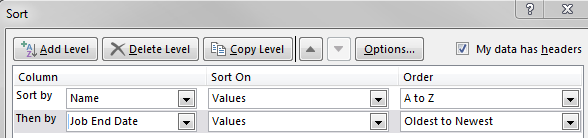 Sort
Add Level Delete Level Copy Level Options... My data has headers
Column Sort On Order
Sort by Name Values A to Z
Then by Job End Date Values Oldest to Newest